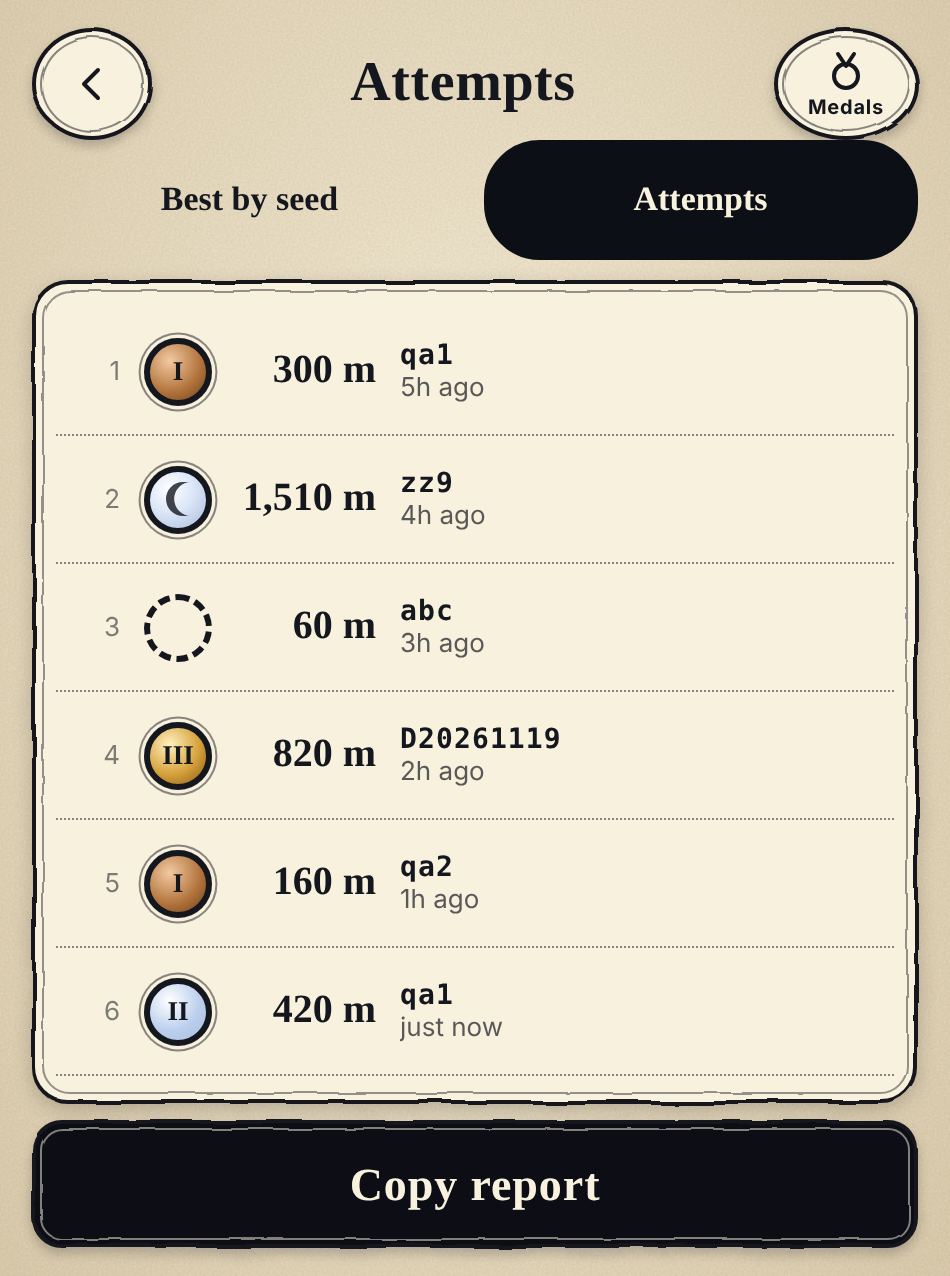 Attempts
Medals
Best by seed
Attempts
1 I 300 m qa1
5h ago
2 1,510 m zz9
4h ago
3 60 m abc
3h ago
4 III 820 m D20261119
2h ago
5 I 160 m qa2
1h ago
6 II 420 m qa1
just now
Copy report